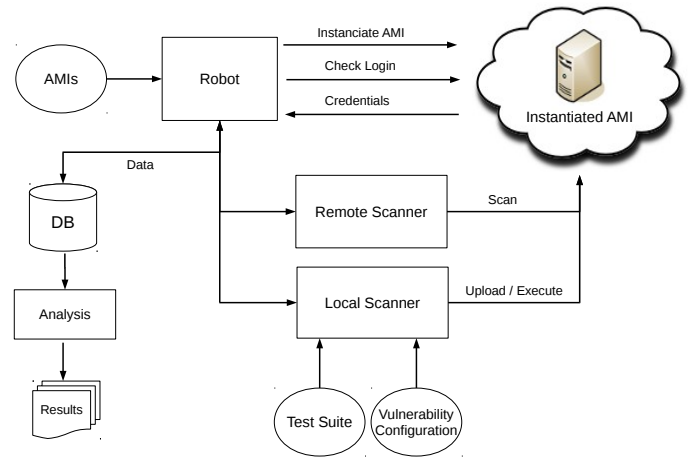 Instanciate AMI
AMIs
Robot
Check Login
Credentials
Instantiated AMI
Data
DB
Remote Scanner
Scan
Local Scanner
Upload / Execute
Analysis
Results
Test Suite
Vulnerability
Configuration